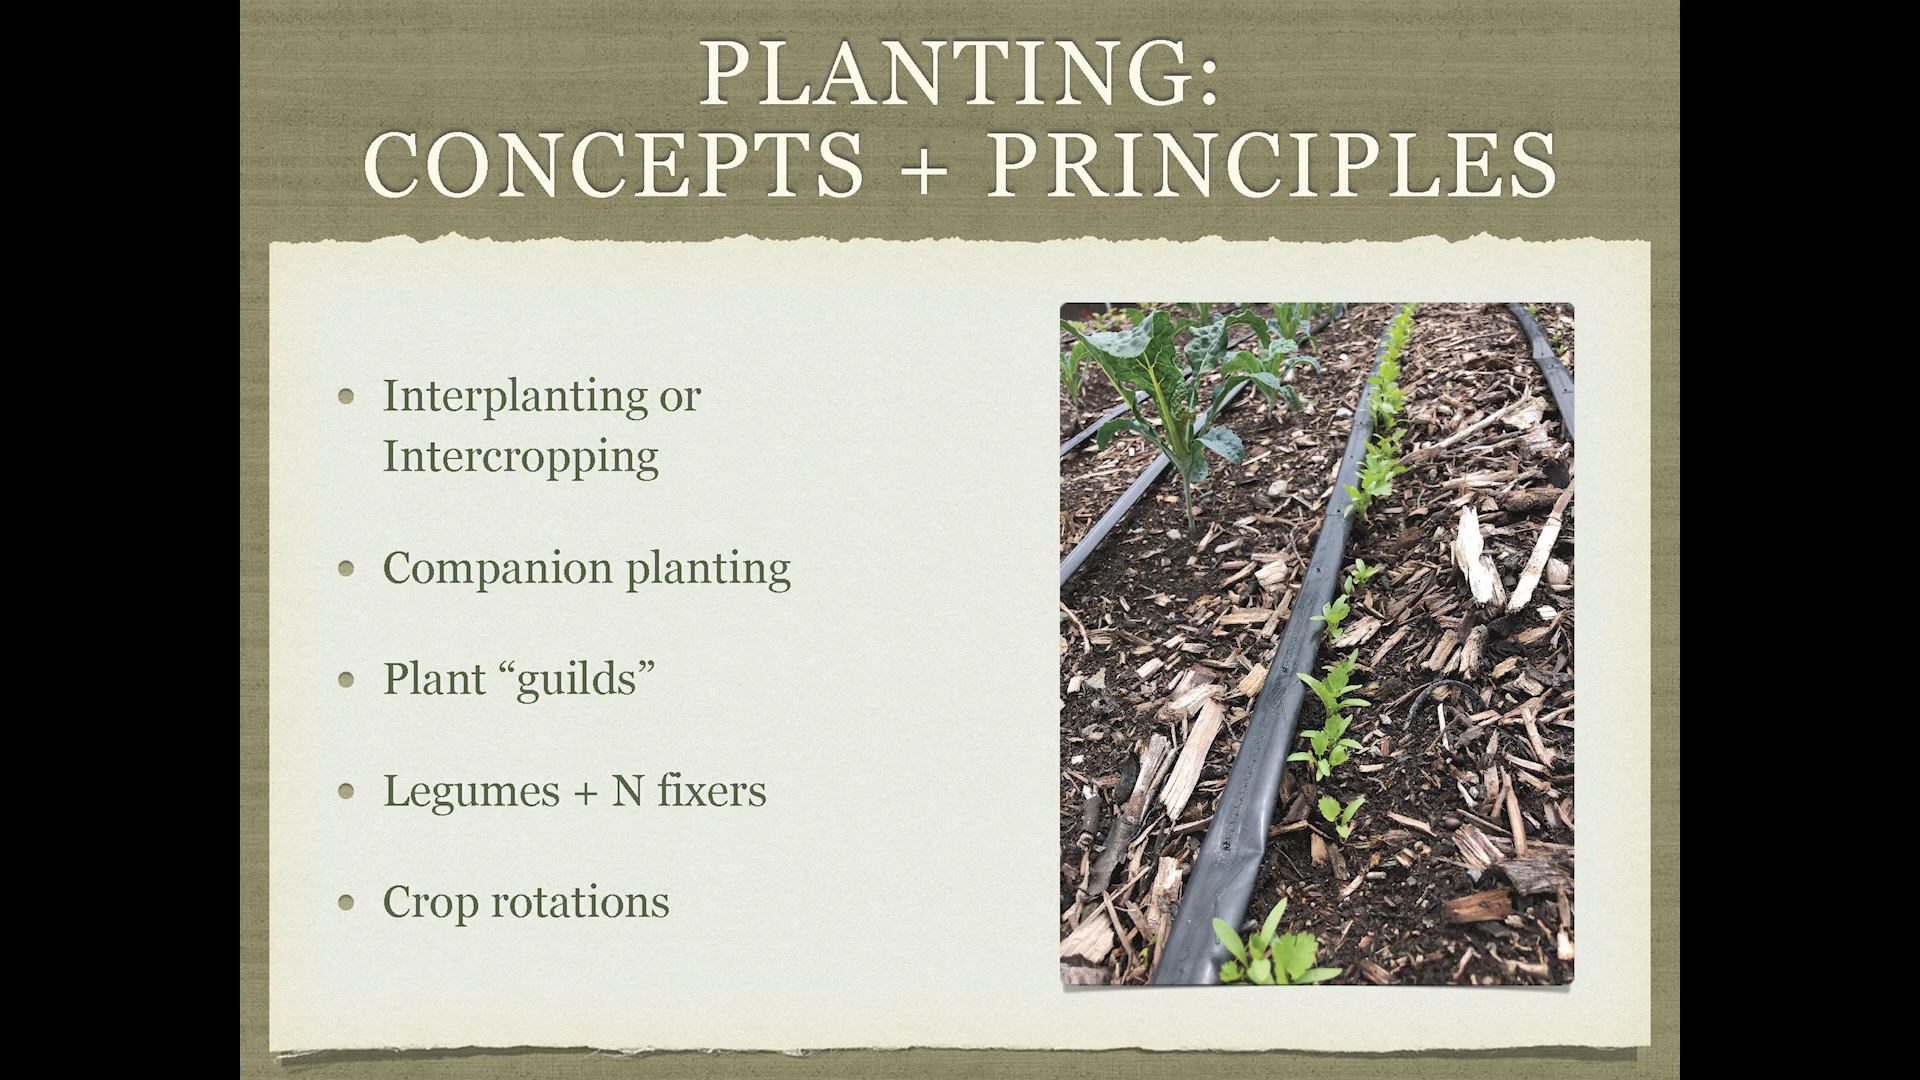 PLANTING:
CONCEPTS + PRINCIPLES
• Interplanting or
Intercropping
• Companion planting
• Plant “guilds”
• Legumes + N fixers
• Crop rotations